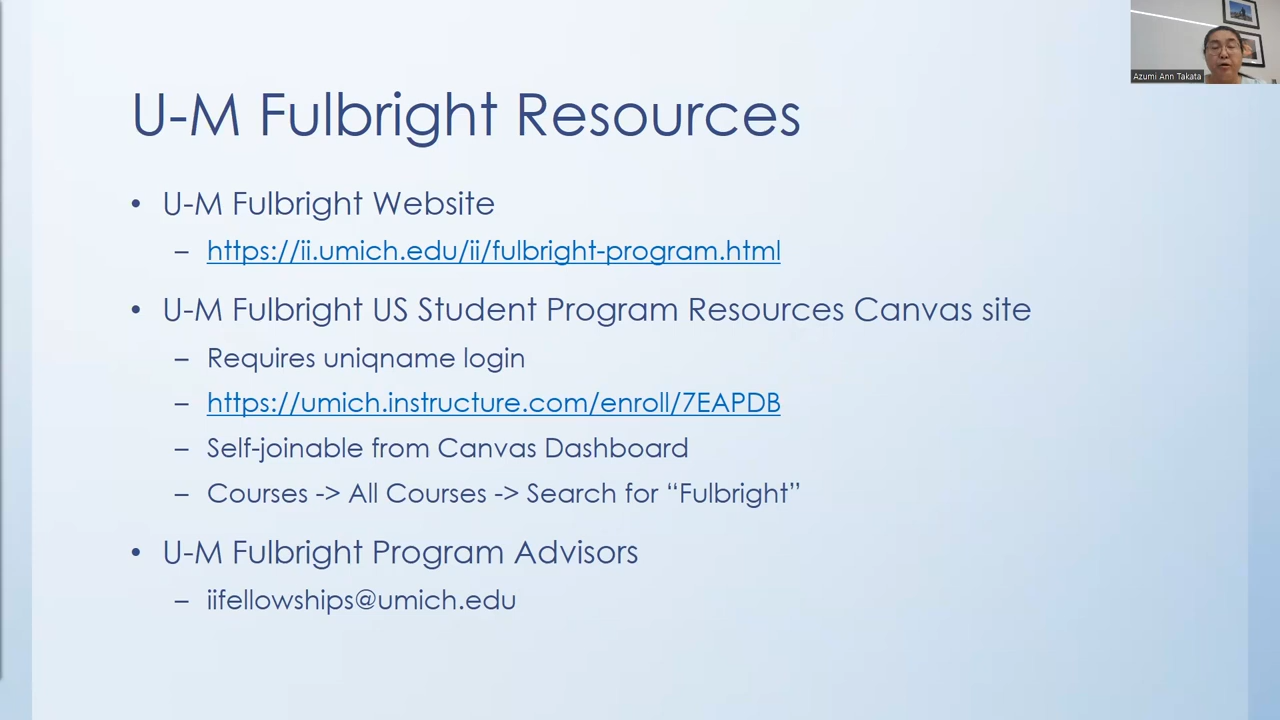 U-M Fulbright Resources
• U-M Fulbright Website
– https://ii.umich.edu/ii/fulbright-program.html
• U-M Fulbright US Student Program Resources Canvas site
– Requires uniqname login
– https://umich.instructure.com/enroll/7EAPDB
– Self-joinable from Canvas Dashboard
– Courses -> All Courses -> Search for “Fulbright”
• U-M Fulbright Program Advisors
– iifellowships@umich.edu
Azumi Ann Takata